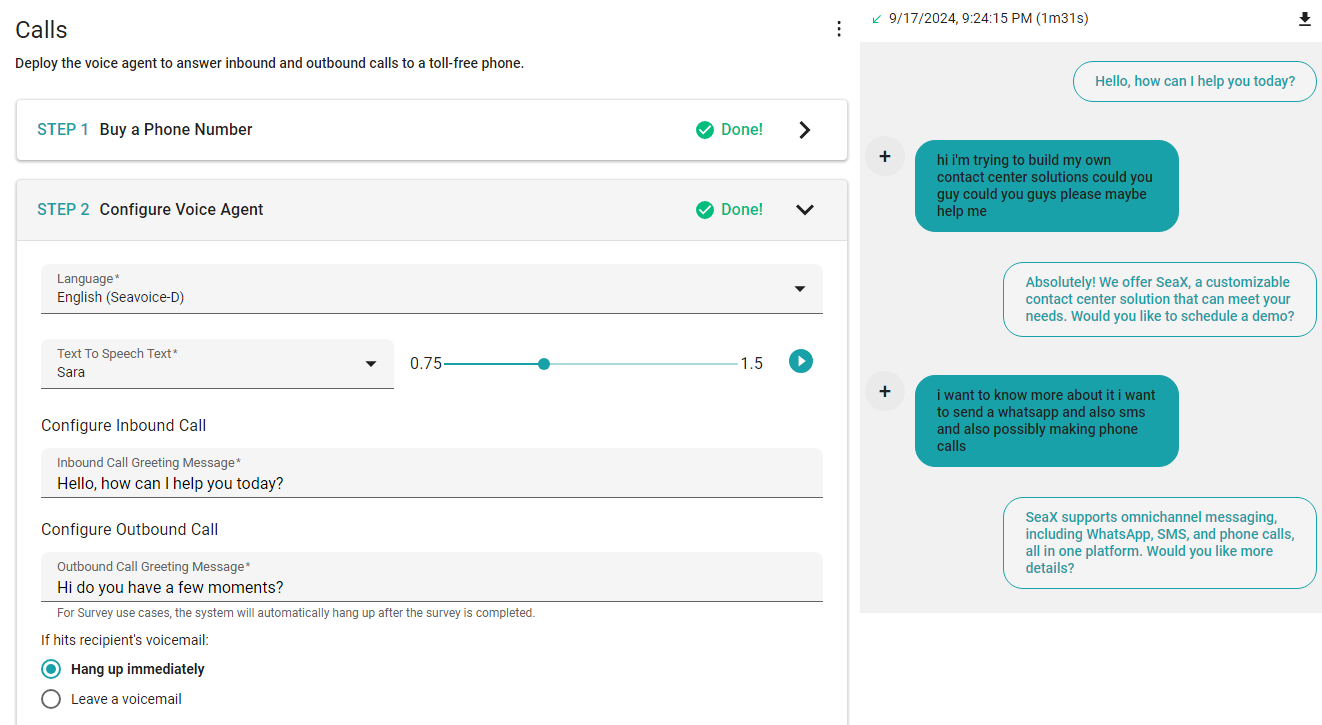 Calls
Deploy the voice agent to answer inbound and outbound calls to a toll-free phone.
STEP 1 Buy a Phone Number
Done!
STEP 2 Configure Voice Agent
Done!
Language*
English (Seavoice-D)
Text To Speech Text*
Sara
0.75
1.5
Configure Inbound Call
Inbound Call Greeting Message*
Hello, how can I help you today?
Configure Outbound Call
Outbound Call Greeting Message*
Hi do you have a few moments?
For Survey use cases, the system will automatically hang up after the survey is completed.
If hits recipient's voicemail:
Hang up immediately
Leave a voicemail
9/17/2024, 9:24:15 PM (1m31s)
Hello, how can I help you today?
+
hi i'm trying to build my own
contact center solutions could you
guy could you guys please maybe
help me
Absolutely! We offer SeaX, a customizable
contact center solution that can meet your
needs. Would you like to schedule a demo?
+
i want to know more about it i want
to send a whatsapp and also sms
and also possibly making phone
calls
SeaX supports omnichannel messaging,
including WhatsApp, SMS, and phone calls,
all in one platform. Would you like more
details?